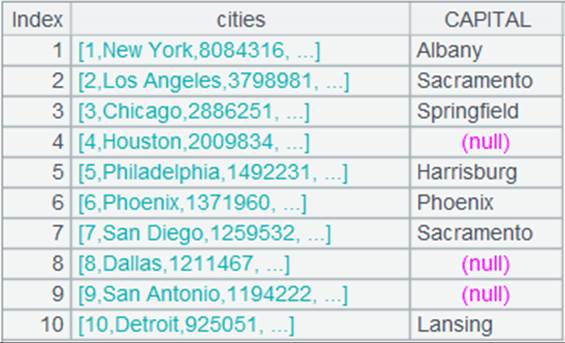 Index cities CAPITAL
1 [1,New York,8084316, ...] Albany
2 [2,Los Angeles,3798981, ...] Sacramento
3 [3,Chicago,2886251, ...] Springfield
4 [4,Houston,2009834, ...] (null)
5 [5,Philadelphia,1492231, ...] Harrisburg
6 [6,Phoenix,1371960, ...] Phoenix
7 [7,San Diego,1259532, ...] Sacramento
8 [8,Dallas,1211467, ...] (null)
9 [9,San Antonio,1194222, ...] (null)
10 [10,Detroit,925051, ...] Lansing